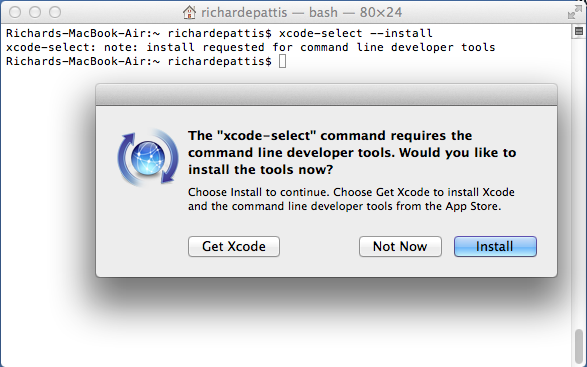 richardepattis — bash — 80×24
Richards-MacBook-Air:~ richardepattis$ xcode-select --install
xcode-select: note: install requested for command line developer tools
Richards-MacBook-Air:~ richardepattis$
The "xcode-select" command requires the
command line developer tools. Would you like to
install the tools now?
Choose Install to continue. Choose Get Xcode to install Xcode
and the command line developer tools from the App Store.
Get Xcode
Not Now
Install